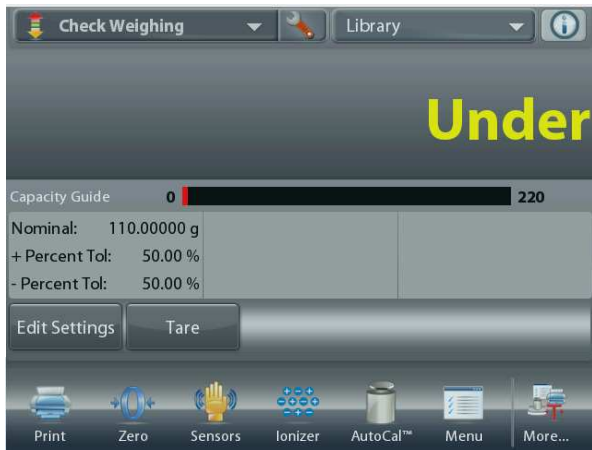 Check Weighing
Library
Under
Capacity Guide 0 220
Nominal: 110.00000 g
+ Percent Tol: 50.00 %
- Percent Tol: 50.00 %
Edit Settings Tare
Print Zero Sensors Ionizer AutoCal™ Menu More...